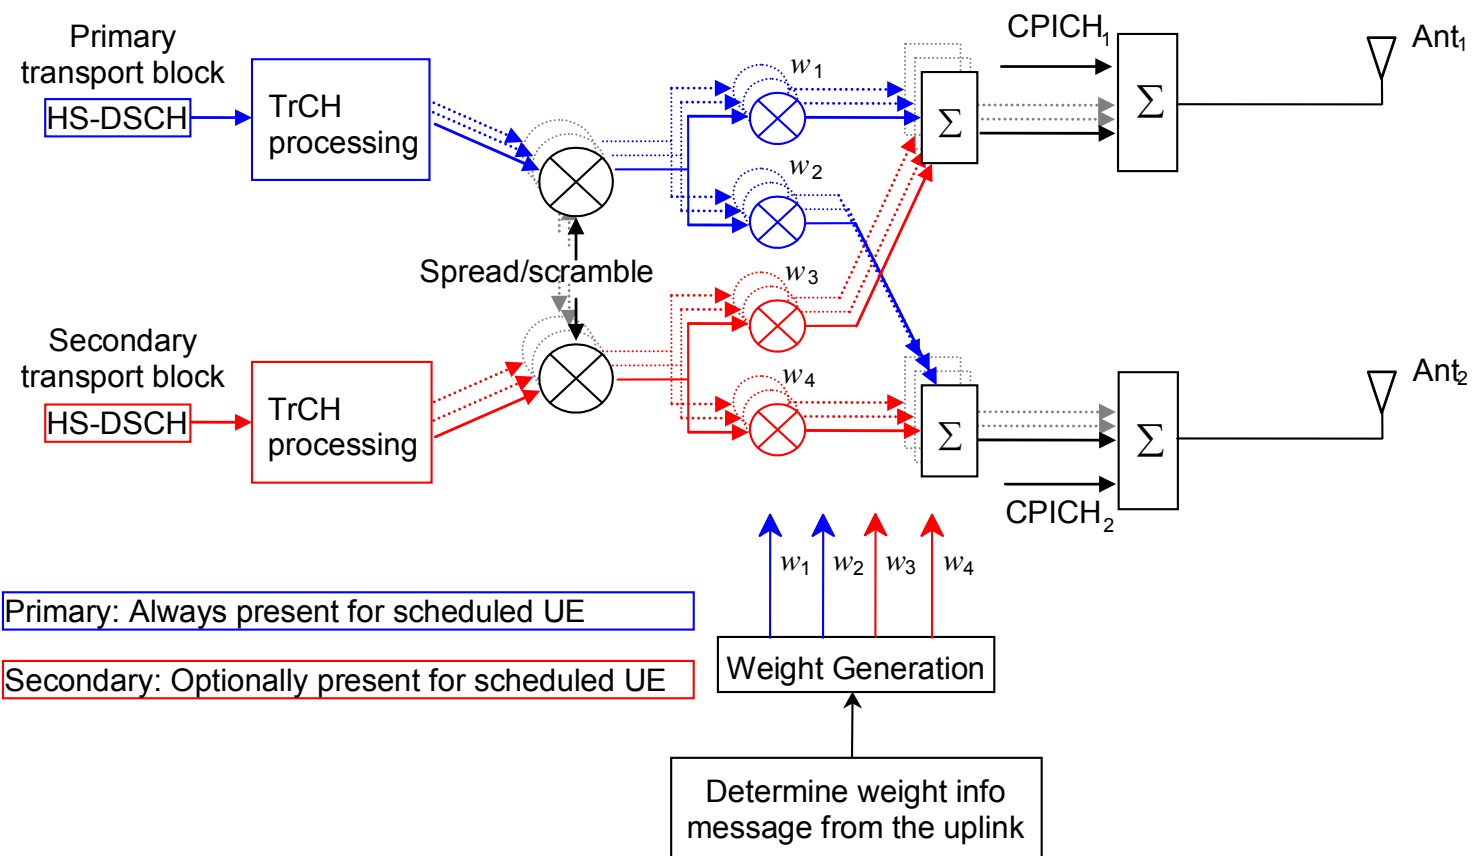 Primary
transport block
HS-DSCH
TrCH
processing
w1
w2
CPICH1
Σ
Σ
Ant1
Spread/scramble
Secondary
transport block
HS-DSCH
TrCH
processing
w3
w4
Σ
Σ
CPICH2
Ant2
w1 w2 w3 w4
Primary: Always present for scheduled UE
Secondary: Optionally present for scheduled UE
Weight Generation
Determine weight info
message from the uplink